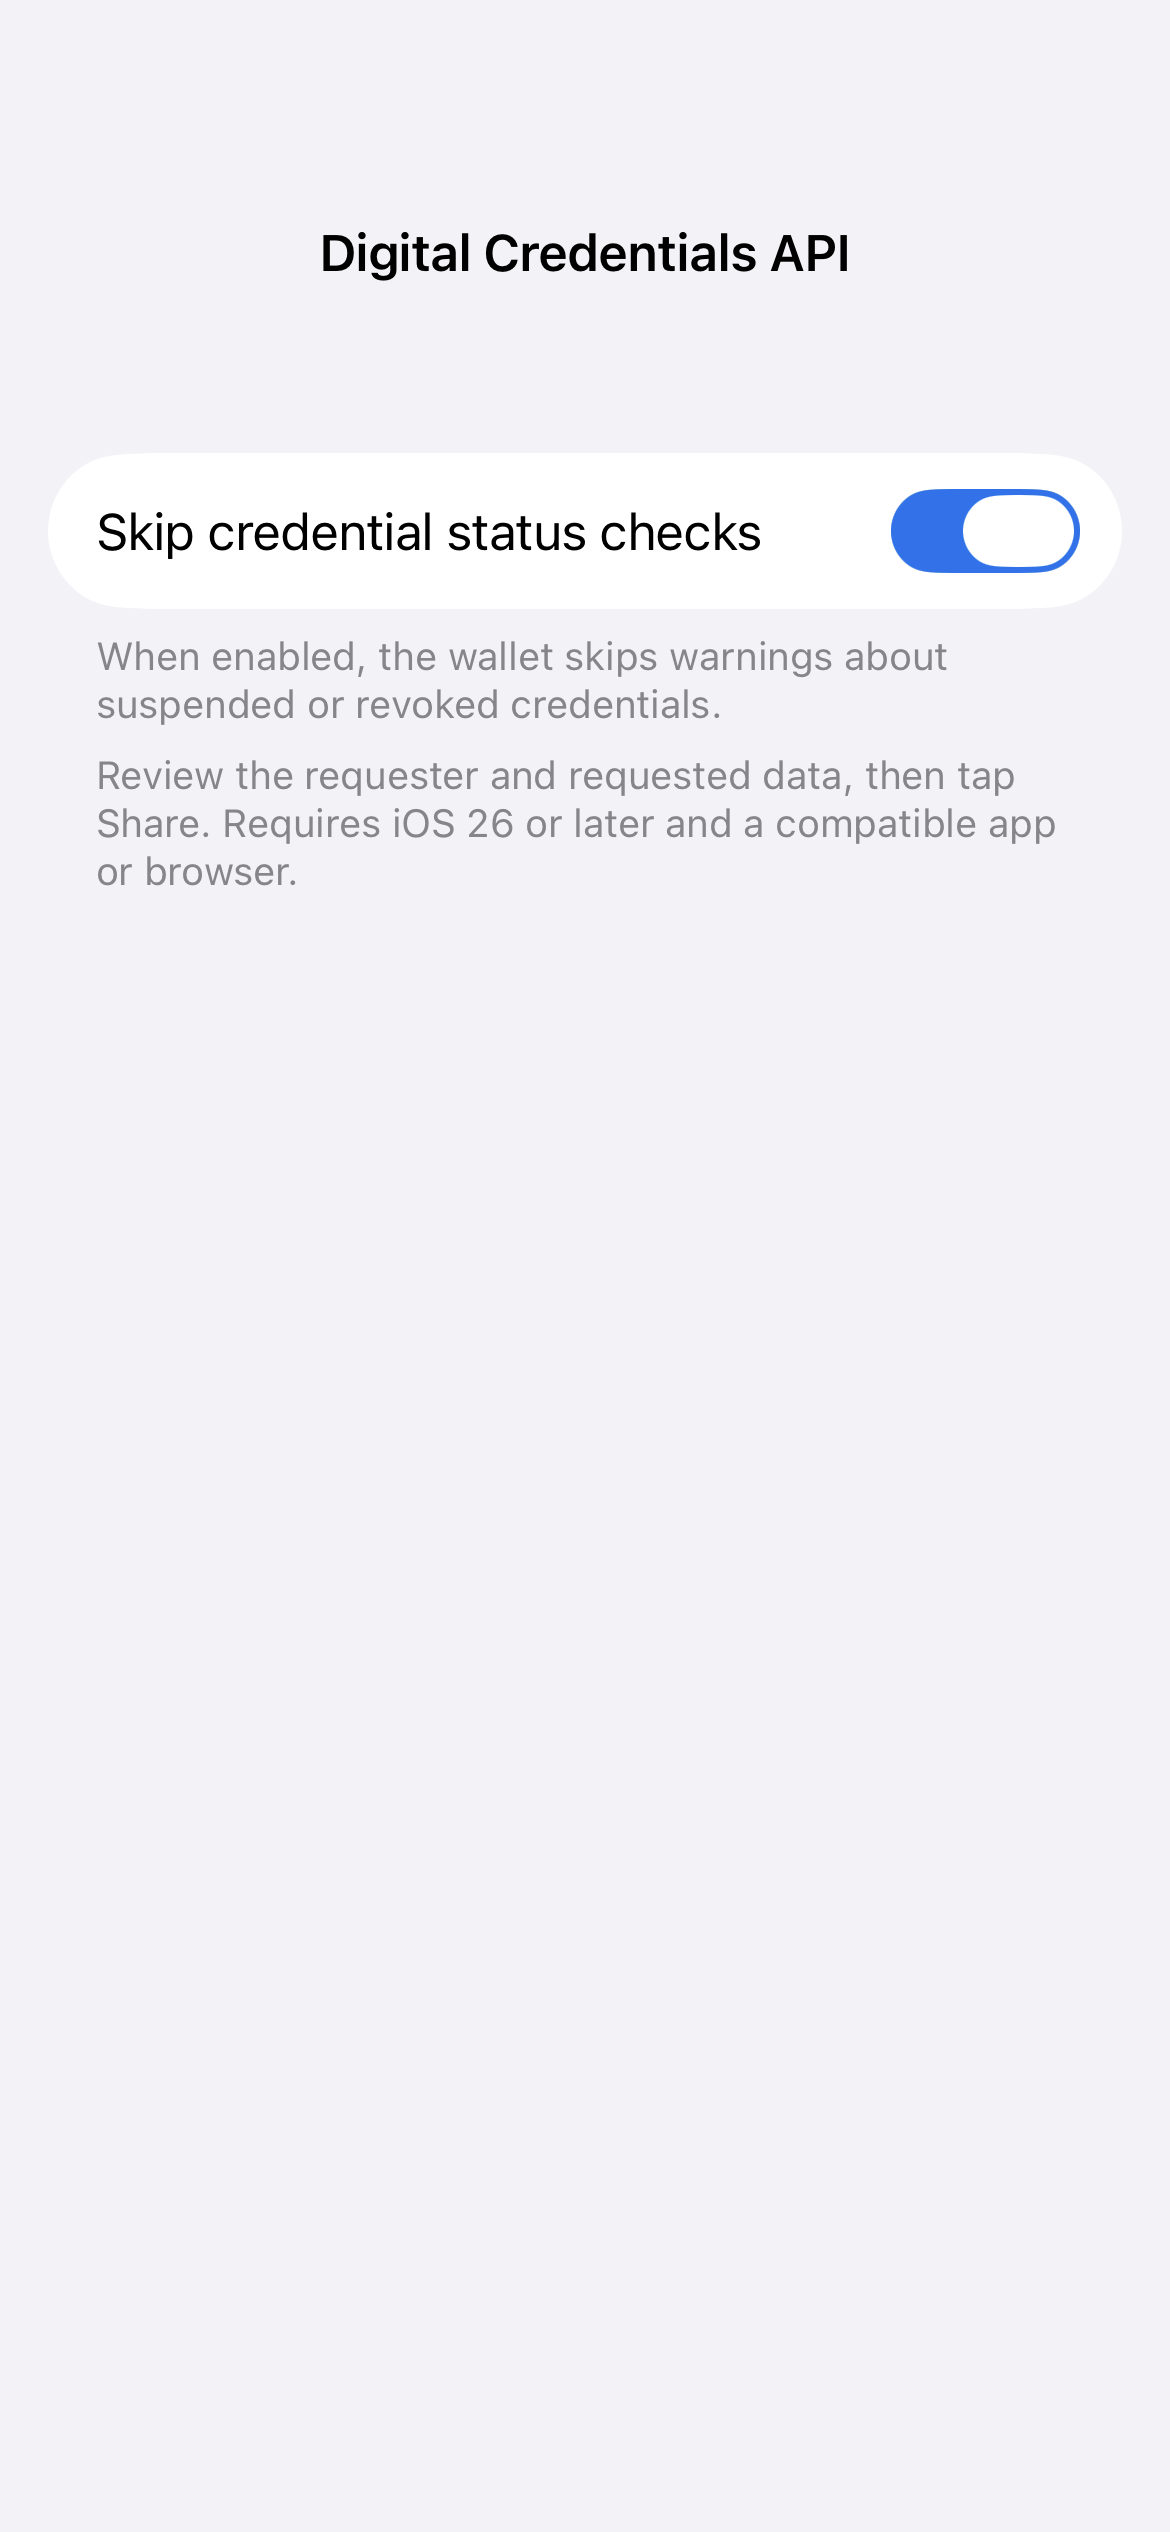 Digital Credentials API
Skip credential status checks
When enabled, the wallet skips warnings about
suspended or revoked credentials.
Review the requester and requested data, then tap
Share. Requires iOS 26 or later and a compatible app
or browser.